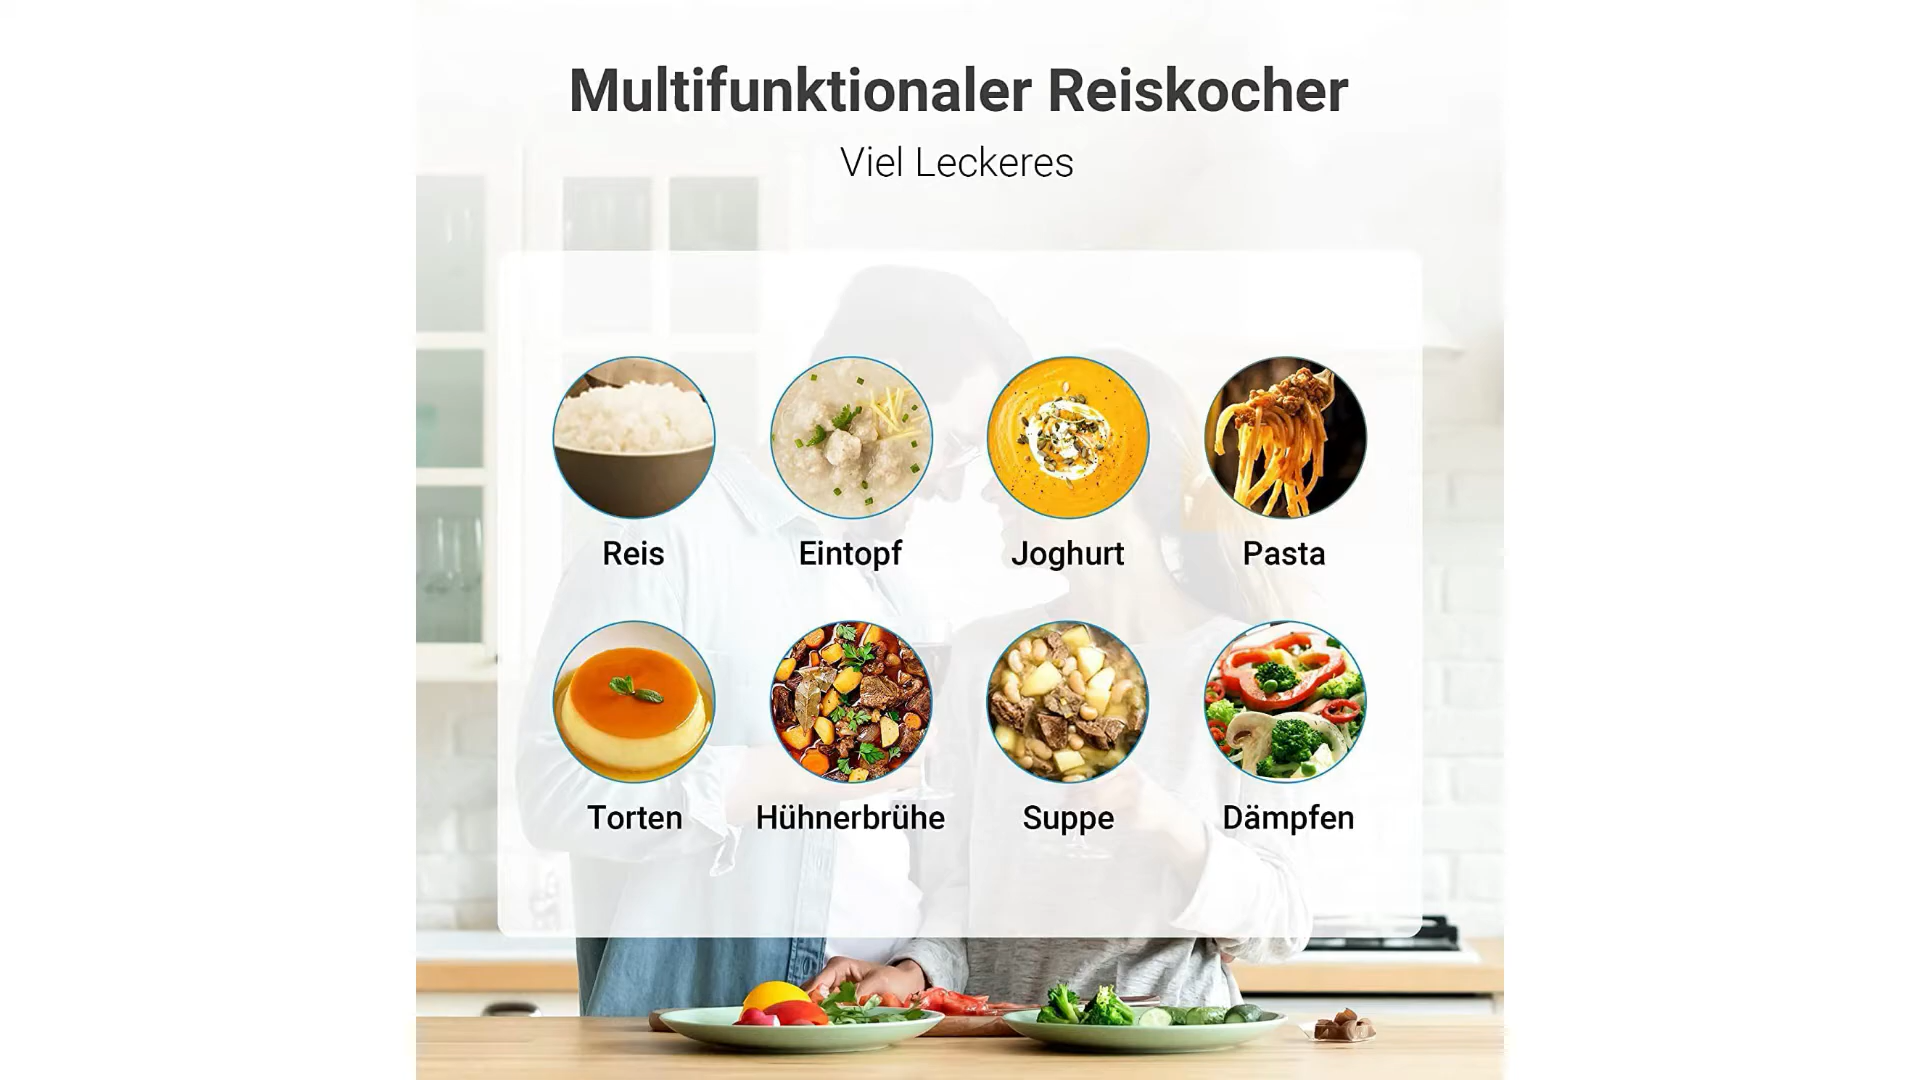 Multifunktionaler Reiskocher
Viel Leckeres
Reis
Eintopf
Joghurt
Pasta
Torten
Hühnerbrühe
Suppe
Dämpfen